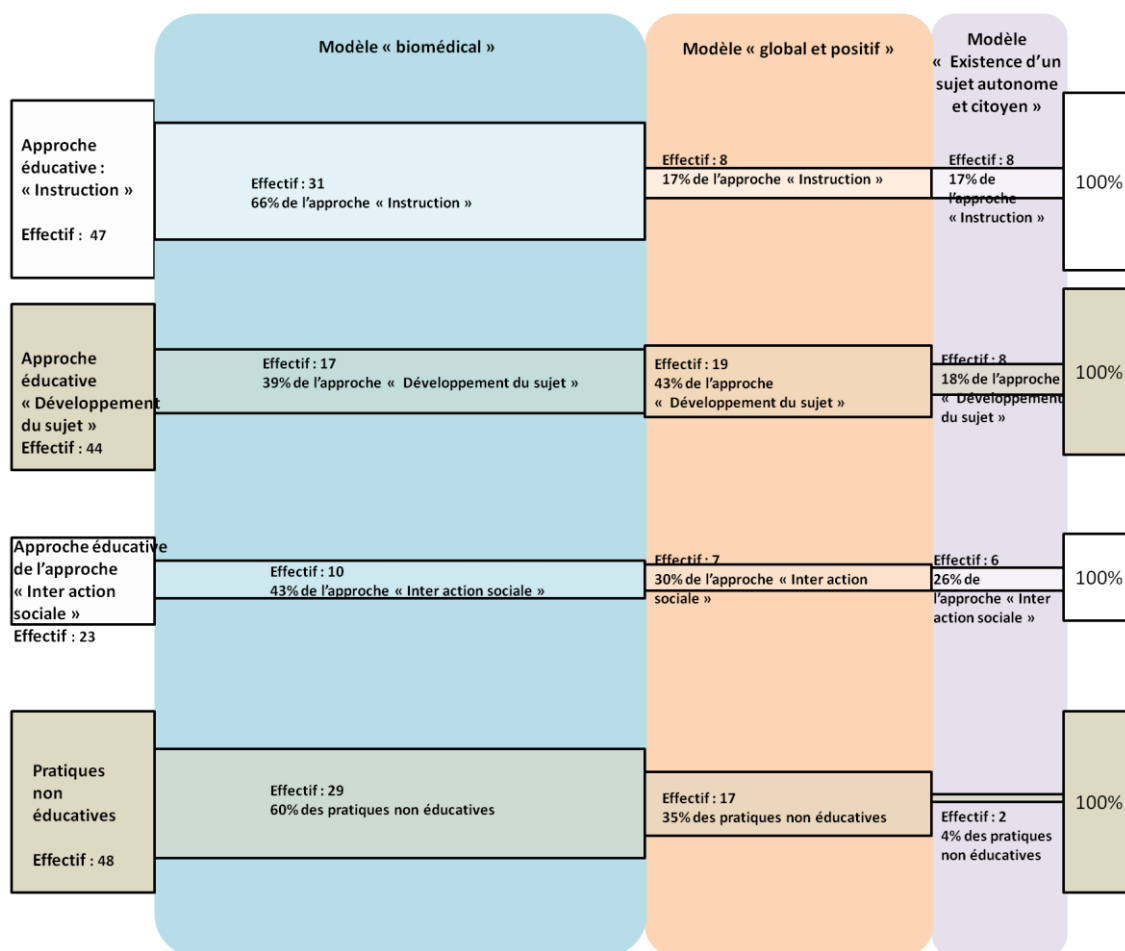 Modèle « biomédical »
Modèle « global et positif »
Modèle
« Existence d'un
sujet autonome
et citoyen »
Approche
éducative :
« Instruction »
Effectif : 47
Effectif : 31
66% de l'approche « Instruction »
Effectif : 8
17% de l'approche « Instruction »
Effectif : 8
17% de
l'approche
« Instruction »
100%
Approche
éducative
« Développement
du sujet »
Effectif : 44
Effectif : 17
39% de l'approche « Développement du sujet »
Effectif : 19
43% de l'approche
« Développement du sujet »
Effectif : 8
18% de l'approche
« Développement
du sujet »
100%
Approche éducative
de l'approche
« Inter action
sociale »
Effectif : 23
Effectif : 10
43% de l'approche « Inter action sociale »
Effectif : 7
30% de l'approche « Inter action
sociale »
Effectif : 6
26% de
l'approche « Inter
action sociale »
100%
Pratiques
non
éducatives
Effectif : 48
Effectif : 29
60% des pratiques non éducatives
Effectif : 17
35% des pratiques non éducatives
Effectif : 2
4% des pratiques
non éducatives
100%